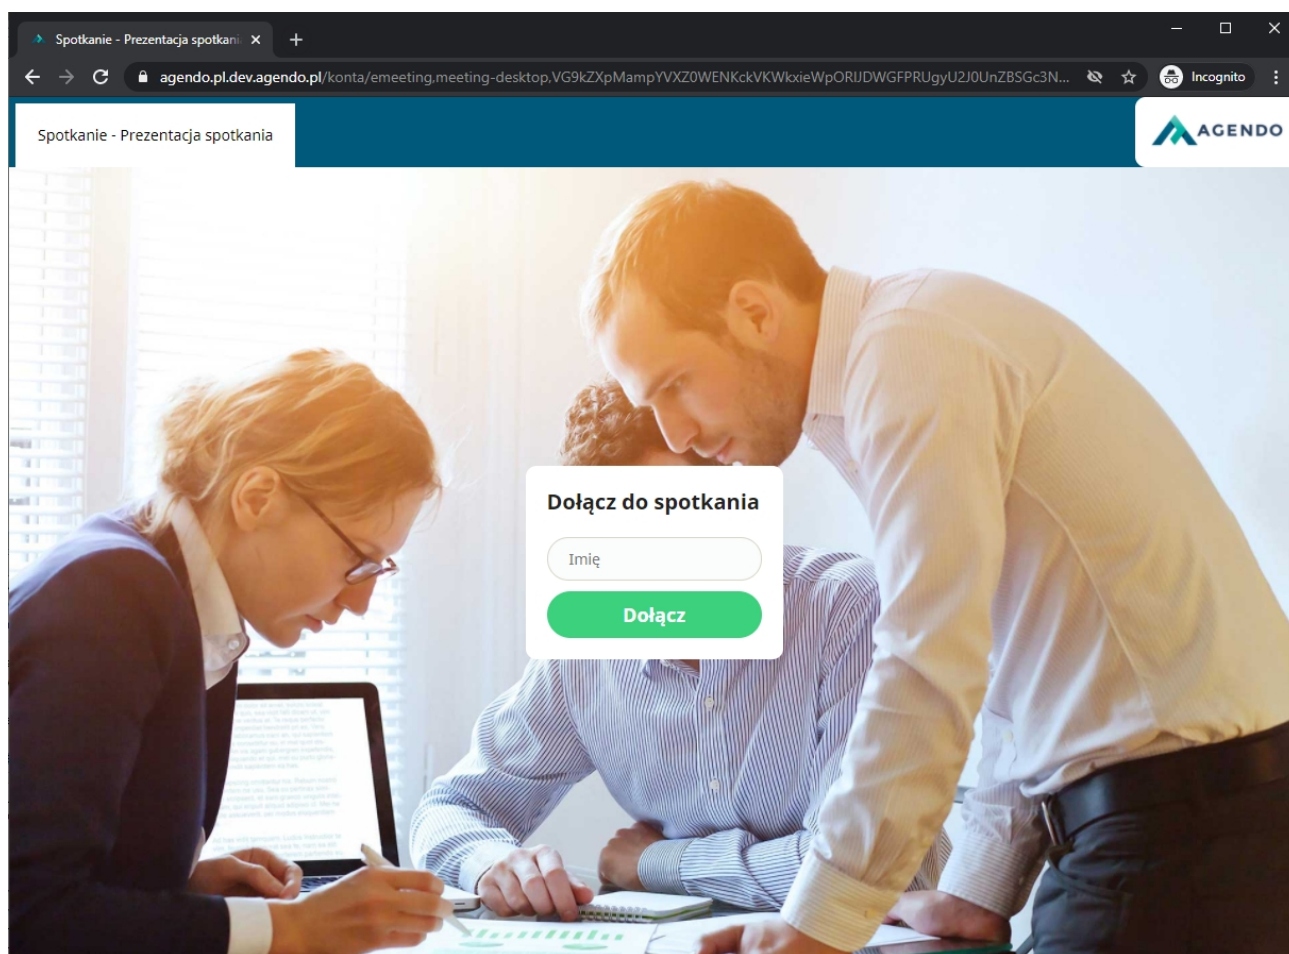 Spotkanie - Prezentacja spotkani
agendo.pl.dev.agendo.pl/konta/emeeting,meeting-desktop,VG9kZXpMampYVXZ0WENKckVKWkxieWpORlJDWGFPRUgyU2J0UnZBSGc3N...
Incognito
Spotkanie - Prezentacja spotkania
AGENDO
Dołącz do spotkania
Imię
Dołącz